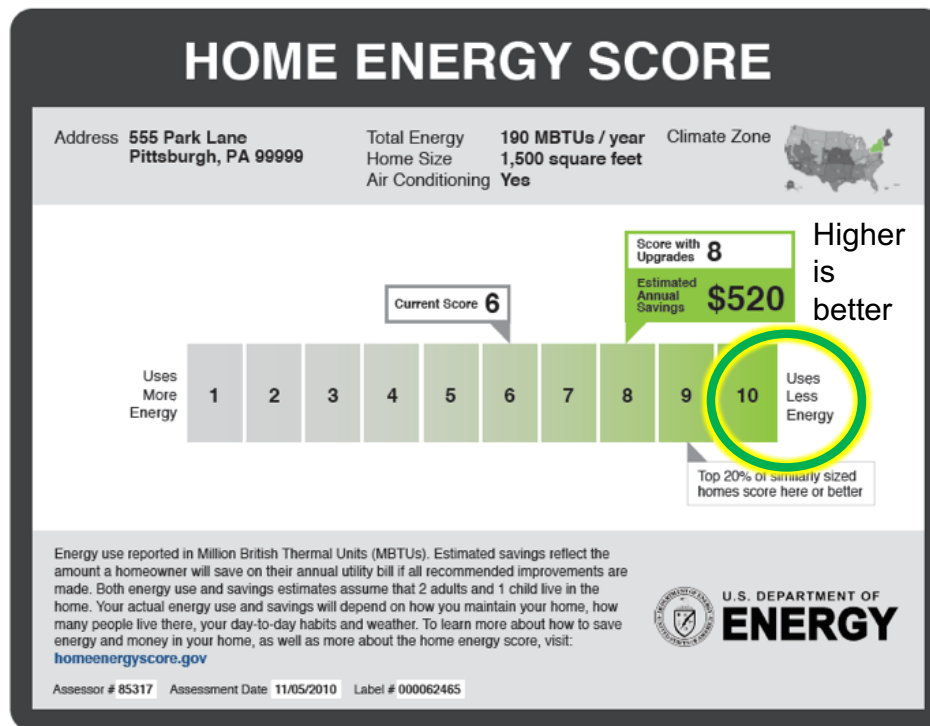 HOME ENERGY SCORE
Address 555 Park Lane
Pittsburgh, PA 99999
Total Energy 190 MBTUs / year
Home Size 1,500 square feet
Air Conditioning Yes
Climate Zone
Score with
Upgrades 8
Estimated
Annual
Savings $520
Higher
is
better
Current Score 6
Uses
More
Energy
1 2 3 4 5 6 7 8 9 10
Uses
Less
Energy
Top 20% of similarly sized
homes score here or better
Energy use reported in Million British Thermal Units (MBTUs). Estimated savings reflect the
amount a homeowner will save on their annual utility bill if all recommended improvements are
made. Both energy use and savings estimates assume that 2 adults and 1 child live in the
home. Your actual energy use and savings will depend on how you maintain your home, how
many people live there, your day-to-day habits and weather. To learn more about how to save
energy and money in your home, as well as more about the home energy score, visit:
homeenergyscore.gov
U.S. DEPARTMENT OF
ENERGY
Assessor # 85317 Assessment Date 11/05/2010 Label # 000062465